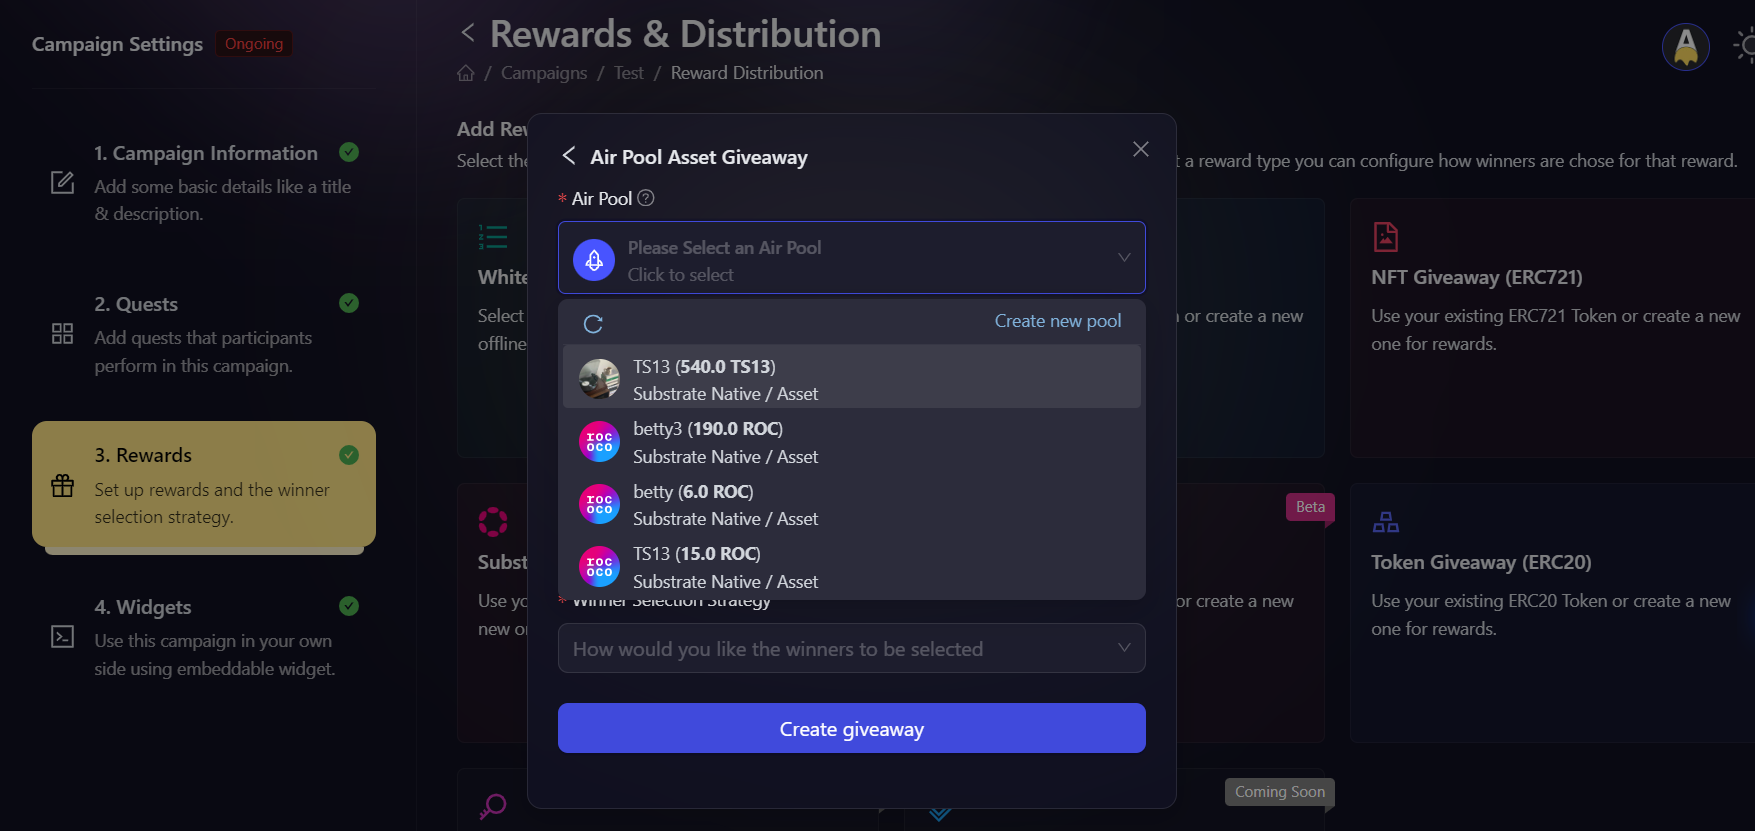 Campaign Settings Ongoing
1. Campaign Information
Add some basic details like a title
& description.
2. Quests
Add quests that participants
perform in this campaign.
3. Rewards
Set up rewards and the winner
selection strategy.
4. Widgets
Use this campaign in your own
side using embeddable widget.
Rewards & Distribution
/ Campaigns / Test / Reward Distribution
Add Rew
Select the
t a reward type you can configure how winners are chose for that reward.
White
Select
offline
n or create a new
NFT Giveaway (ERC721)
Use your existing ERC721 Token or create a new
one for rewards.
Beta
Subst
Use yo
new o
or create a new
Token Giveaway (ERC20)
Use your existing ERC20 Token or create a new
one for rewards.
Coming Soon
Air Pool Asset Giveaway
* Air Pool ?
Please Select an Air Pool
Click to select
Create new pool
TS13 (540.0 TS13)
Substrate Native / Asset
roc
oco
betty3 (190.0 ROC)
Substrate Native / Asset
roc
oco
betty (6.0 ROC)
Substrate Native / Asset
roc
oco
TS13 (15.0 ROC)
Substrate Native / Asset
* Winner Selection Strategy
How would you like the winners to be selected
Create giveaway